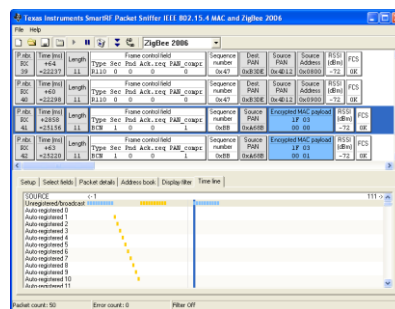 Texas Instruments SmartRF Packet Sniffer IEEE 802.15.4 MAC and ZigBee 2006
File Help
ZigBee 2006
P.nbr. Time (ms) Length Frame control field Sequence number Dest. PAN Source PAN Source Address RSSI (dBm) FCS
RX +64 Type Sec Pnd Ack.req PAN_compr
39 =22237 11 R110 0 0 0 0x47 0xB3DE 0x4D12 0x0800 -72 OK
P.nbr. Time (ms) Length Frame control field Sequence number Dest. PAN Source PAN Source Address RSSI (dBm) FCS
RX +60 Type Sec Pnd Ack.req PAN_compr
40 =22298 11 R110 0 0 0 0x47 0xB3DE 0x4D12 0x0900 -72 OK
P.nbr. Time (ms) Length Frame control field Sequence number Source PAN Encrypted MAC payload RSSI (dBm) FCS
RX +2858 Type Sec Pnd Ack.req PAN_compr 1F 03
41 =25156 11 BCN 1 0 0 1 0xBB 0xA68B 00 01 -72 OK
P.nbr. Time (ms) Length Frame control field Sequence number Source PAN Encrypted MAC payload RSSI (dBm) FCS
RX +64 Type Sec Pnd Ack.req PAN_compr 1F 03
42 =25220 11 BCN 1 0 0 1 0xBB 0xA68B 00 08 -72 OK
Setup Select fields Packet details Address book Display filter Time line
SOURCE <-1 111 ->
Unregistered/broadcast
Auto-registered 0
Auto-registered 1
Auto-registered 2
Auto-registered 3
Auto-registered 4
Auto-registered 5
Auto-registered 6
Auto-registered 7
Auto-registered 8
Auto-registered 9
Auto-registered 10
Auto-registered 11
Packet count: 50 Error count: 0 Filter Off